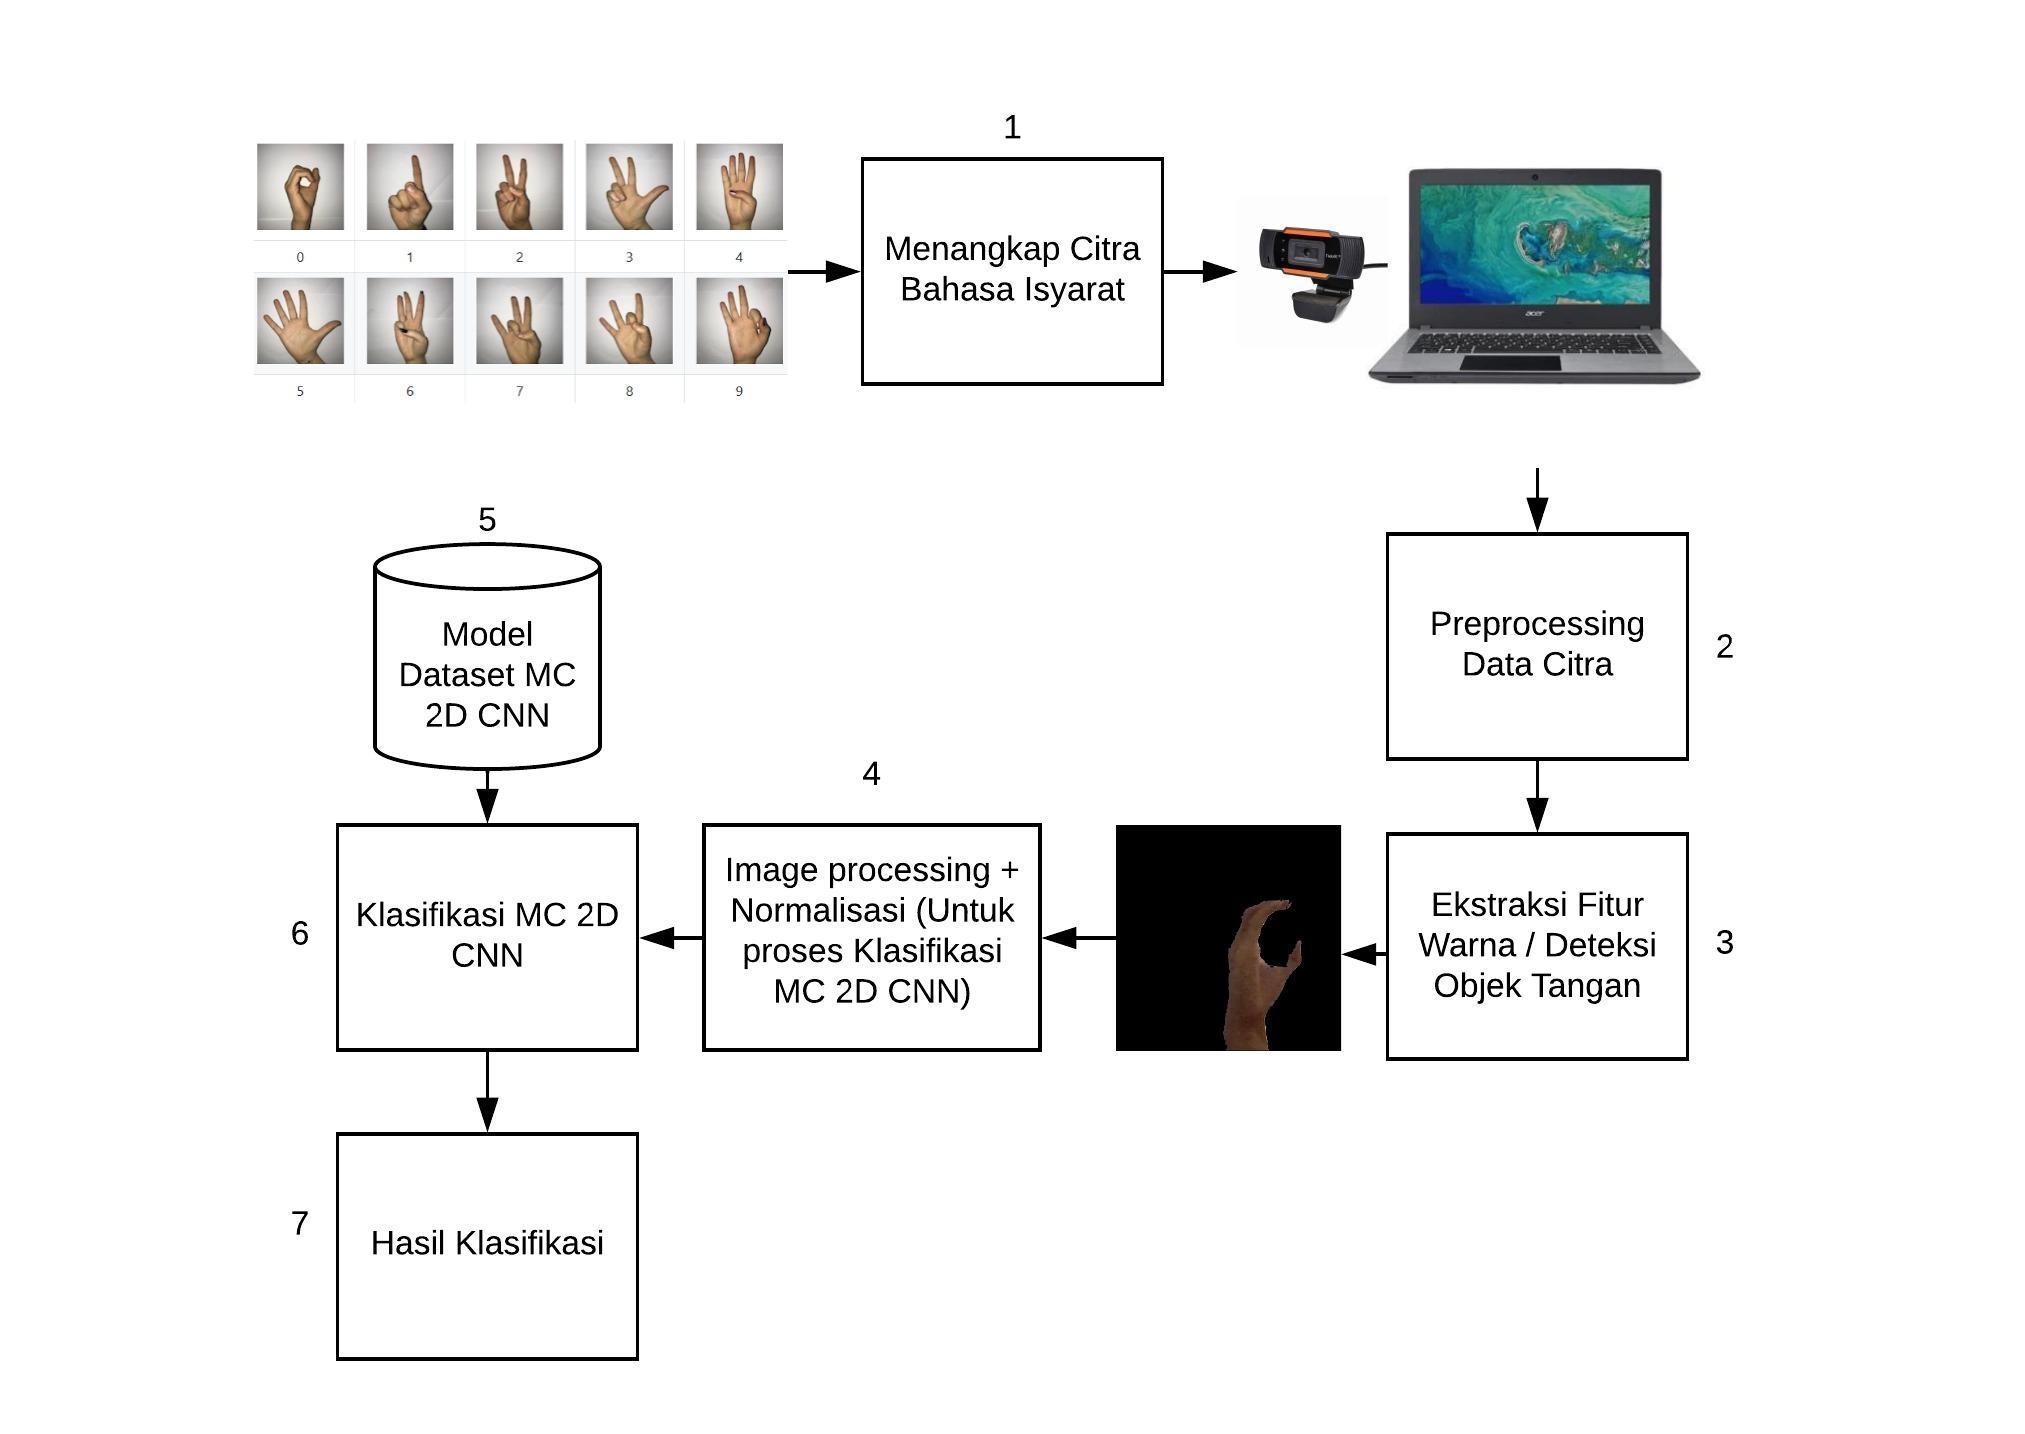 1
0
1
2
3
4
5
6
7
8
9
Menangkap Citra
Bahasa Isyarat
acer
5
Model
Dataset MC
2D CNN
Preprocessing
Data Citra
2
4
6
Klasifikasi MC 2D
CNN
Image processing +
Normalisasi (Untuk
proses Klasifikasi
MC 2D CNN)
Ekstraksi Fitur
Warna / Deteksi
Objek Tangan
3
7
Hasil Klasifikasi